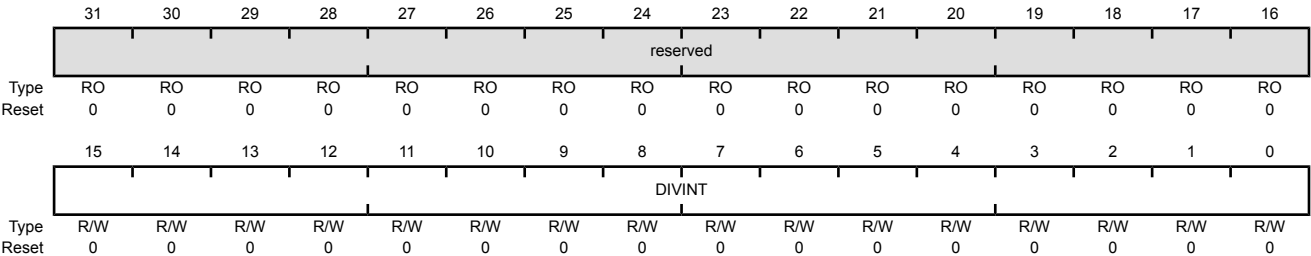 31 30 29 28 27 26 25 24 23 22 21 20 19 18 17 16
reserved
Type RO RO RO RO RO RO RO RO RO RO RO RO RO RO RO RO
Reset 0 0 0 0 0 0 0 0 0 0 0 0 0 0 0 0
15 14 13 12 11 10 9 8 7 6 5 4 3 2 1 0
DIVINT
Type R/W R/W R/W R/W R/W R/W R/W R/W R/W R/W R/W R/W R/W R/W R/W R/W
Reset 0 0 0 0 0 0 0 0 0 0 0 0 0 0 0 0